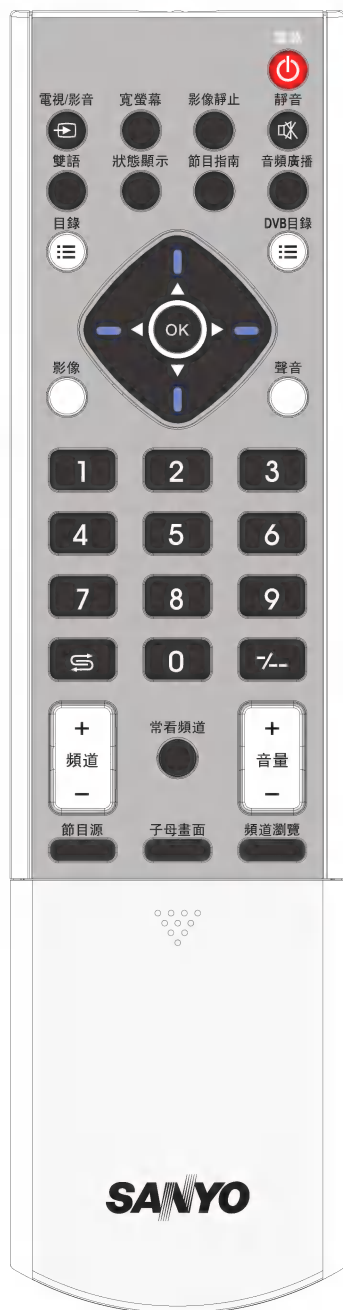 電視/影音 寬螢幕 影像靜止 靜音
雙語 狀態顯示 節目指南 音頻廣播
目錄 DVB目錄
OK
影像 聲音
1 2 3
4 5 6
7 8 9
0 -/--
+ 常看頻道 +
頻道 音量
− −
節目源 子母畫面 頻道瀏覽
SANYO